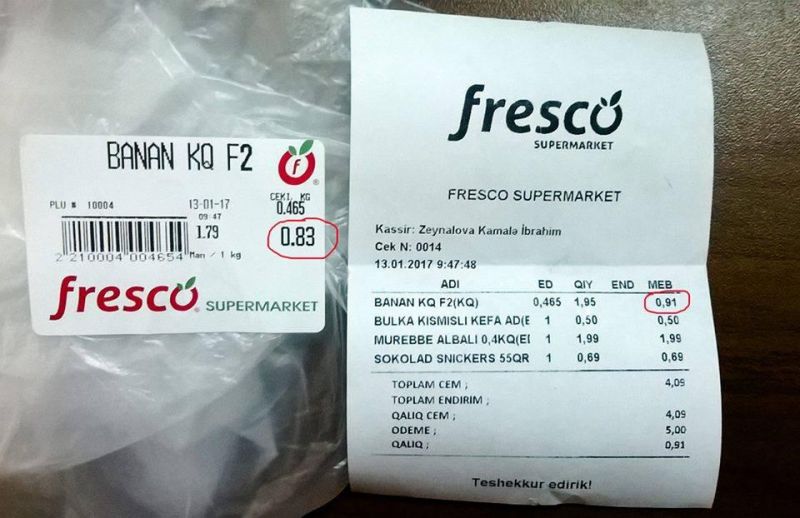 BANAN KQ F2
PLU # 10004
13-01-17
09:47
ÇEKİ, KG
0.465
1.79
0.83
2 210004 004654
Man / 1 kg
fresco SUPERMARKET
fresco
SUPERMARKET
FRESCO SUPERMARKET
Kassir: Zeynalova Kamalə İbrahim
Cek N: 0014
13.01.2017 9:47:48
ADI ED QIY END MEB
BANAN KQ F2(KQ) 0,465 1,95 0,91
BULKA KISMISLI KEFA AD(E 1 0,50 0,50
MUREBBE ALBALI 0,4KQ(EI 1 1,99 1,99
SOKOLAD SNICKERS 55QR 1 0,69 0,69
TOPLAM CEM ; 4,09
TOPLAM ENDIRIM ;
QALIQ CEM ; 4,09
ODEME ; 5,00
QALIQ ; 0,91
Teshekkur edirik!